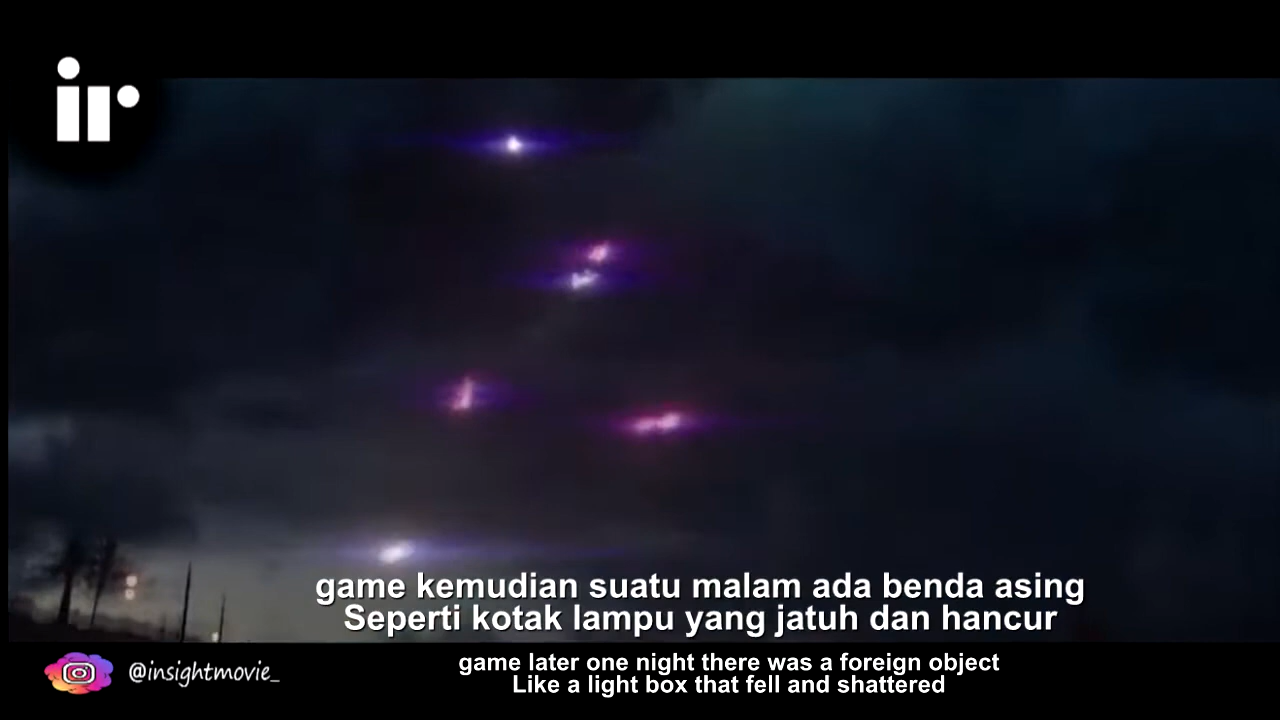 ir
game kemudian suatu malam ada benda asing
Seperti kotak lampu yang jatuh dan hancur
@insightmovie_
game later one night there was a foreign object
Like a light box that fell and shattered